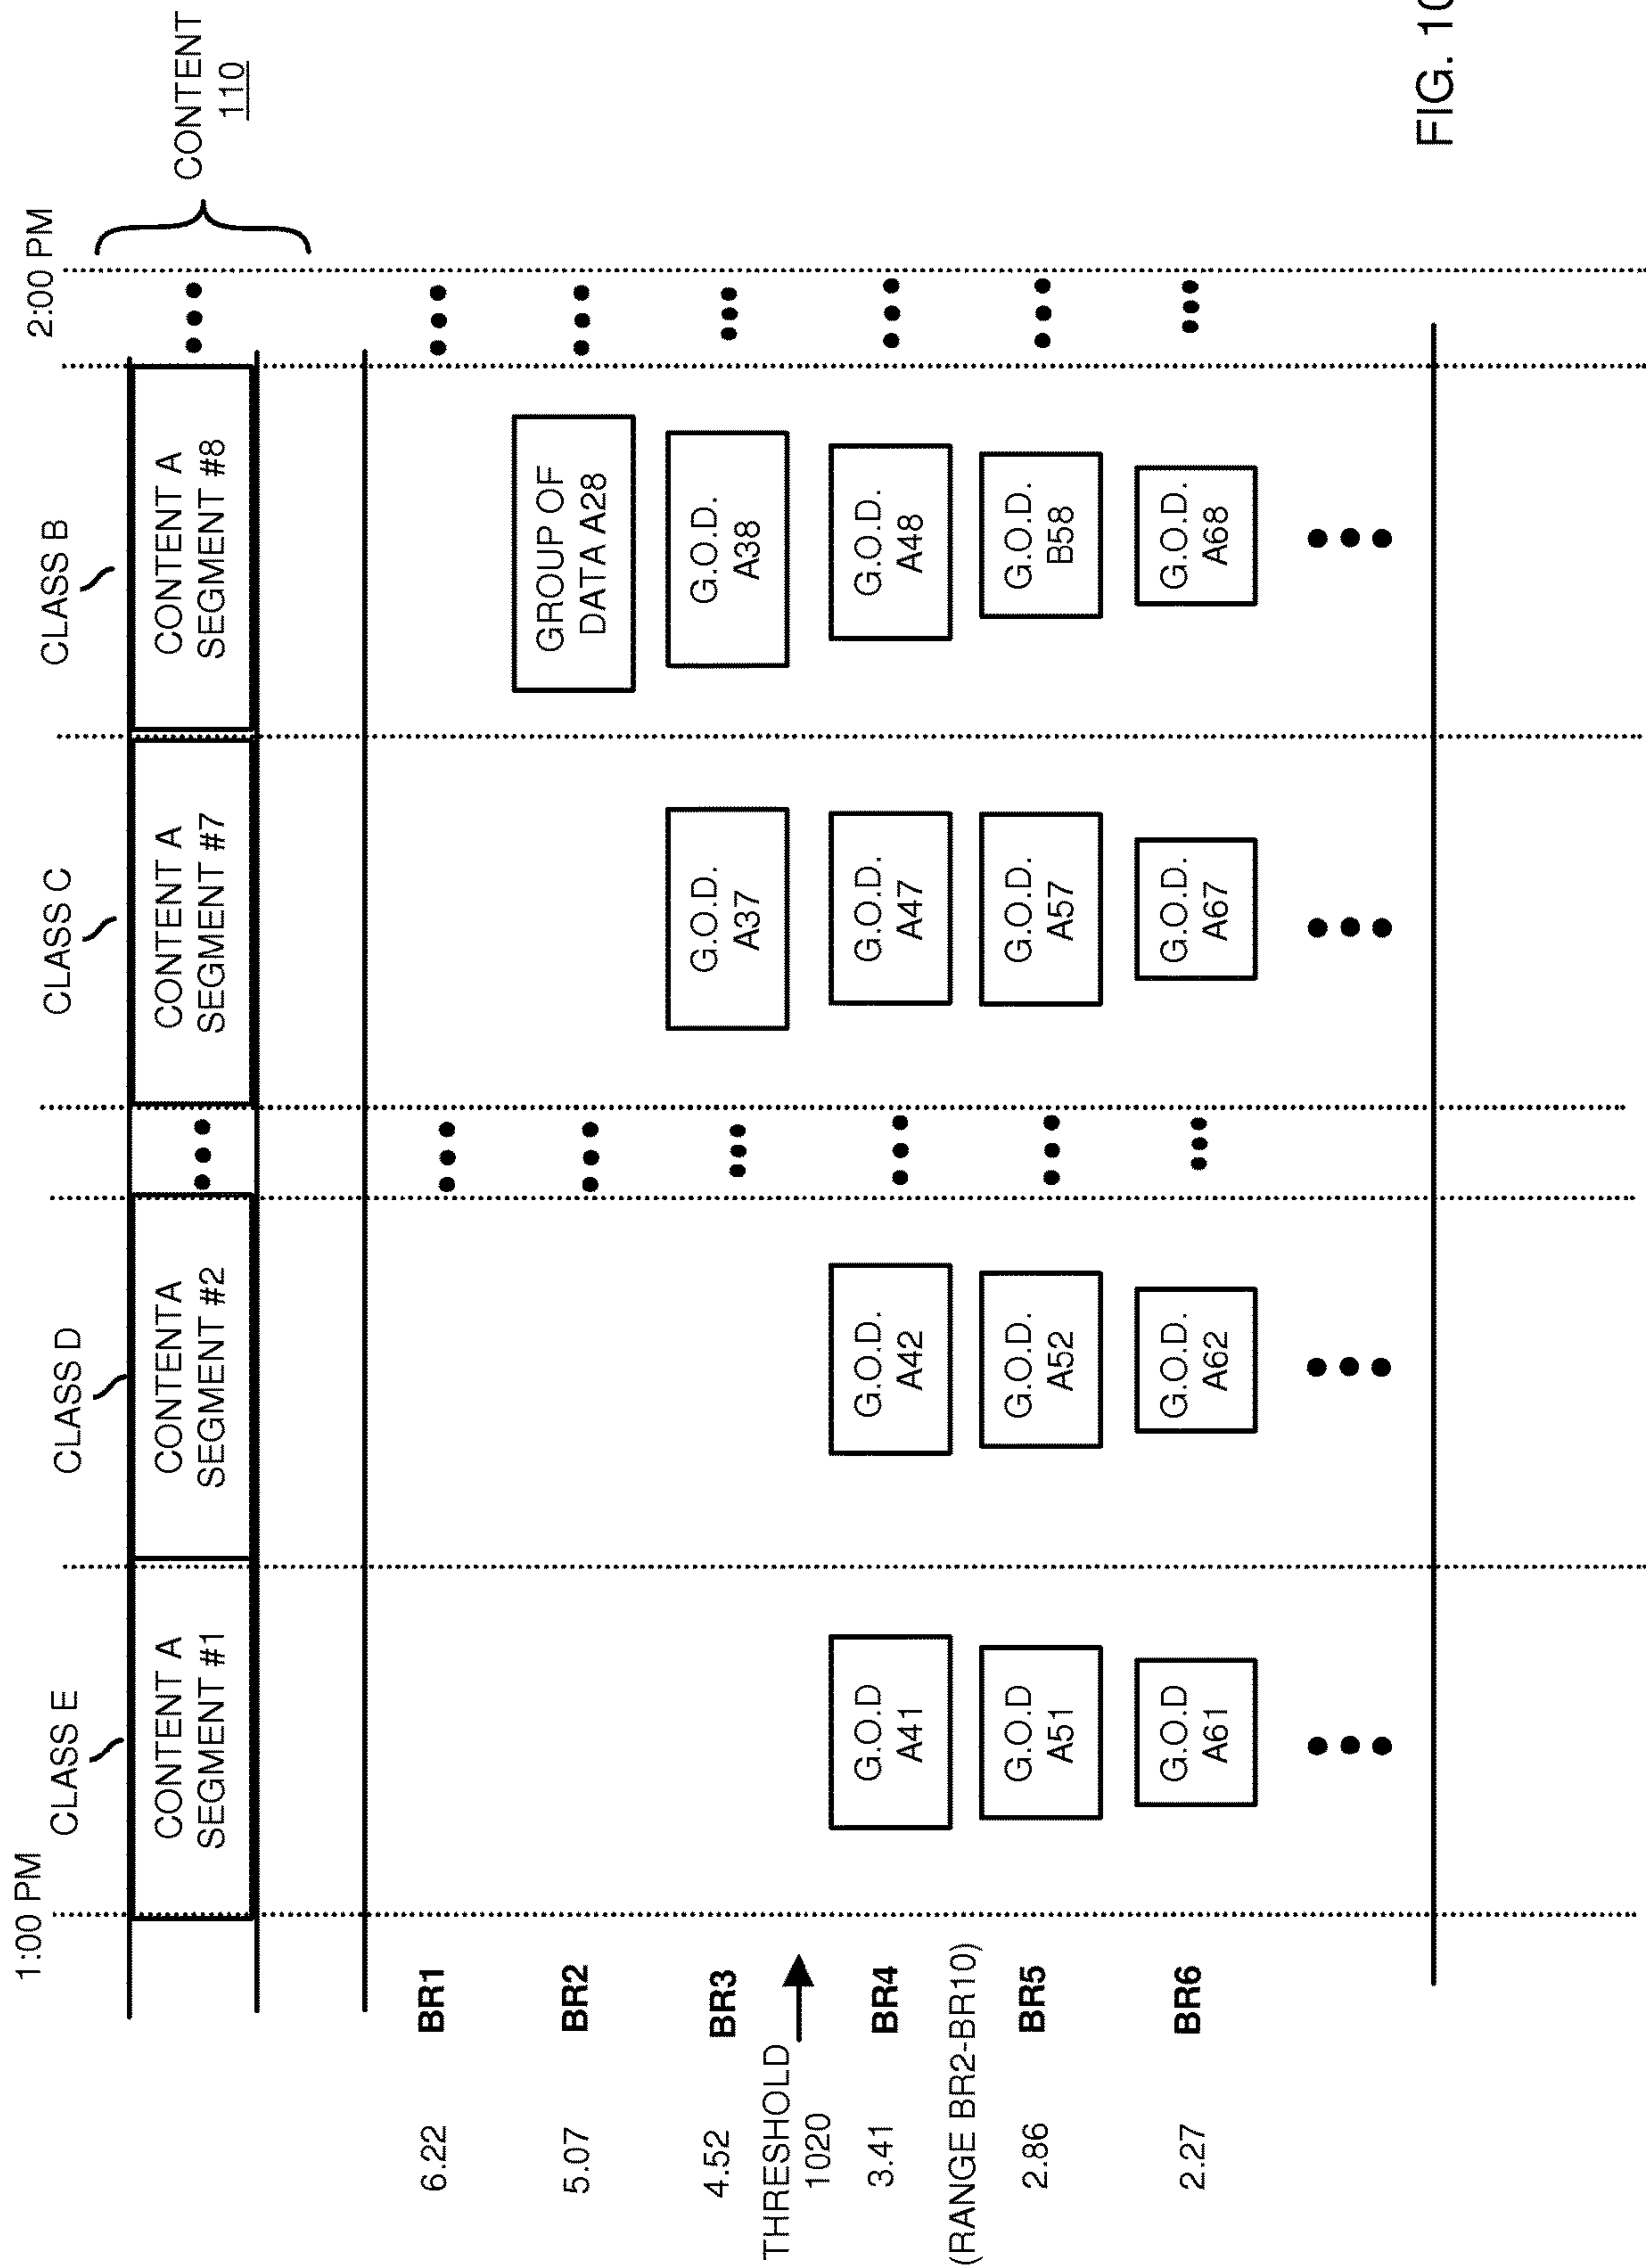 1:00 PM
2:00 PM
CLASS E
CLASS D
CLASS C
CLASS B
CONTENT A
SEGMENT #1
CONTENTA
SEGMENT #2
CONTENT A
SEGMENT #7
CONTENT A
SEGMENT #8
CONTENT
110
6.22
BR1
5.07
BR2
GROUP OF
DATA A28
4.52
BR3
G.O.D.
A37
G.O.D.
A38
THRESHOLD
1020
3.41
BR4
G.O.D
A41
G.O.D.
A42
G.O.D.
A47
G.O.D.
A48
(RANGE BR2-BR10)
2.86
BR5
G.O.D
A51
G.O.D.
A52
G.O.D.
A57
G.O.D.
B58
2.27
BR6
G.O.D
A61
G.O.D.
A62
G.O.D.
A67
G.O.D.
A68
FIG. 10